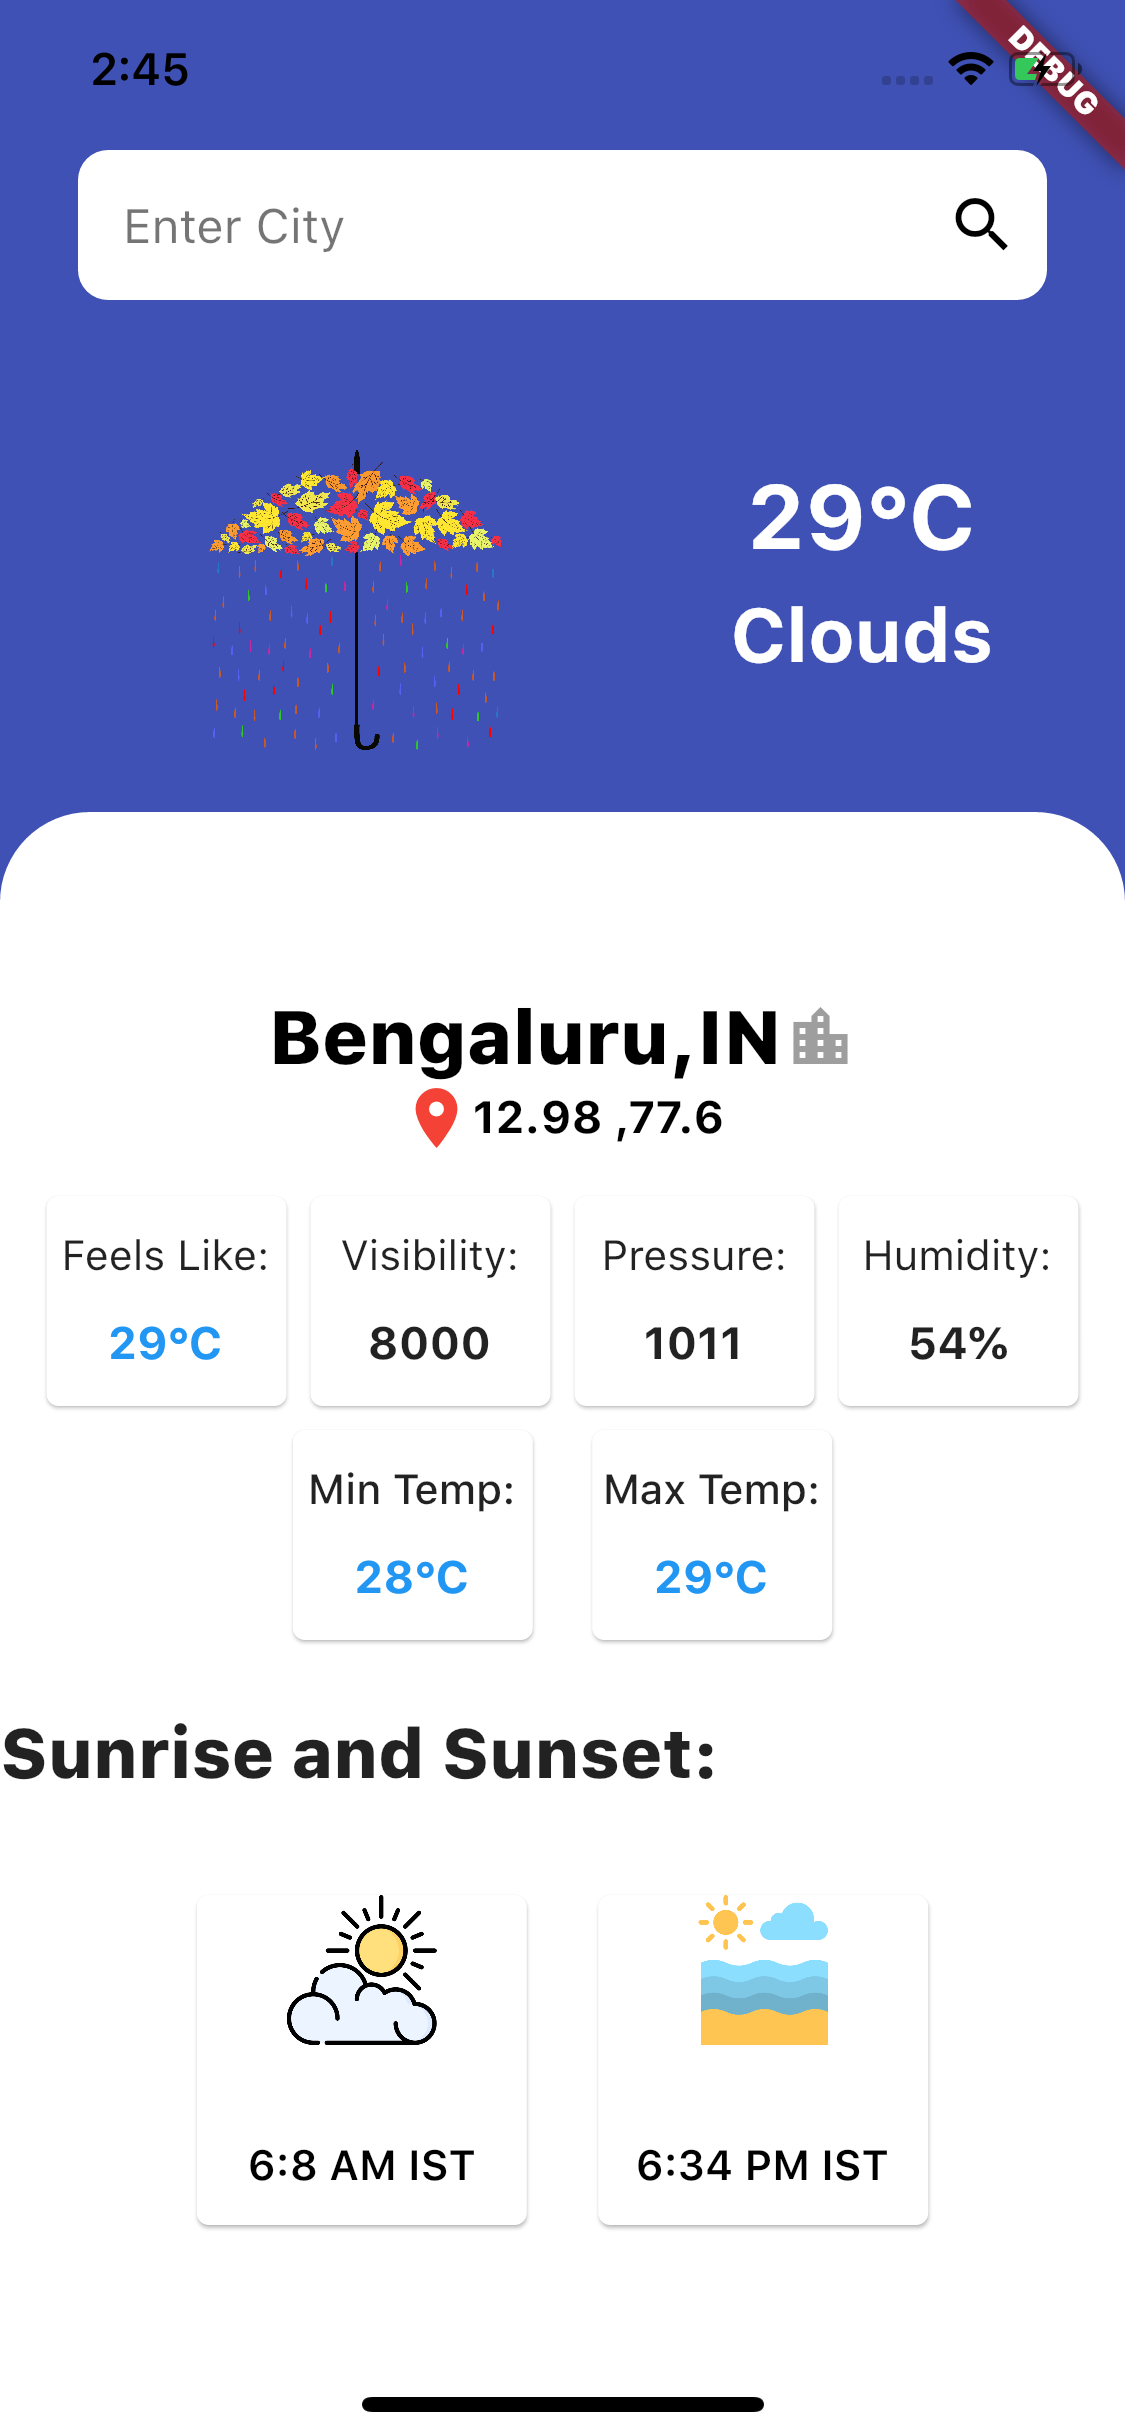 2:45
DEBUG
Enter City
29°C
Clouds
Bengaluru,IN
12.98 ,77.6
Feels Like: Visibility: Pressure: Humidity:
29°C 8000 1011 54%
Min Temp: Max Temp:
28°C 29°C
Sunrise and Sunset:
6:8 AM IST 6:34 PM IST